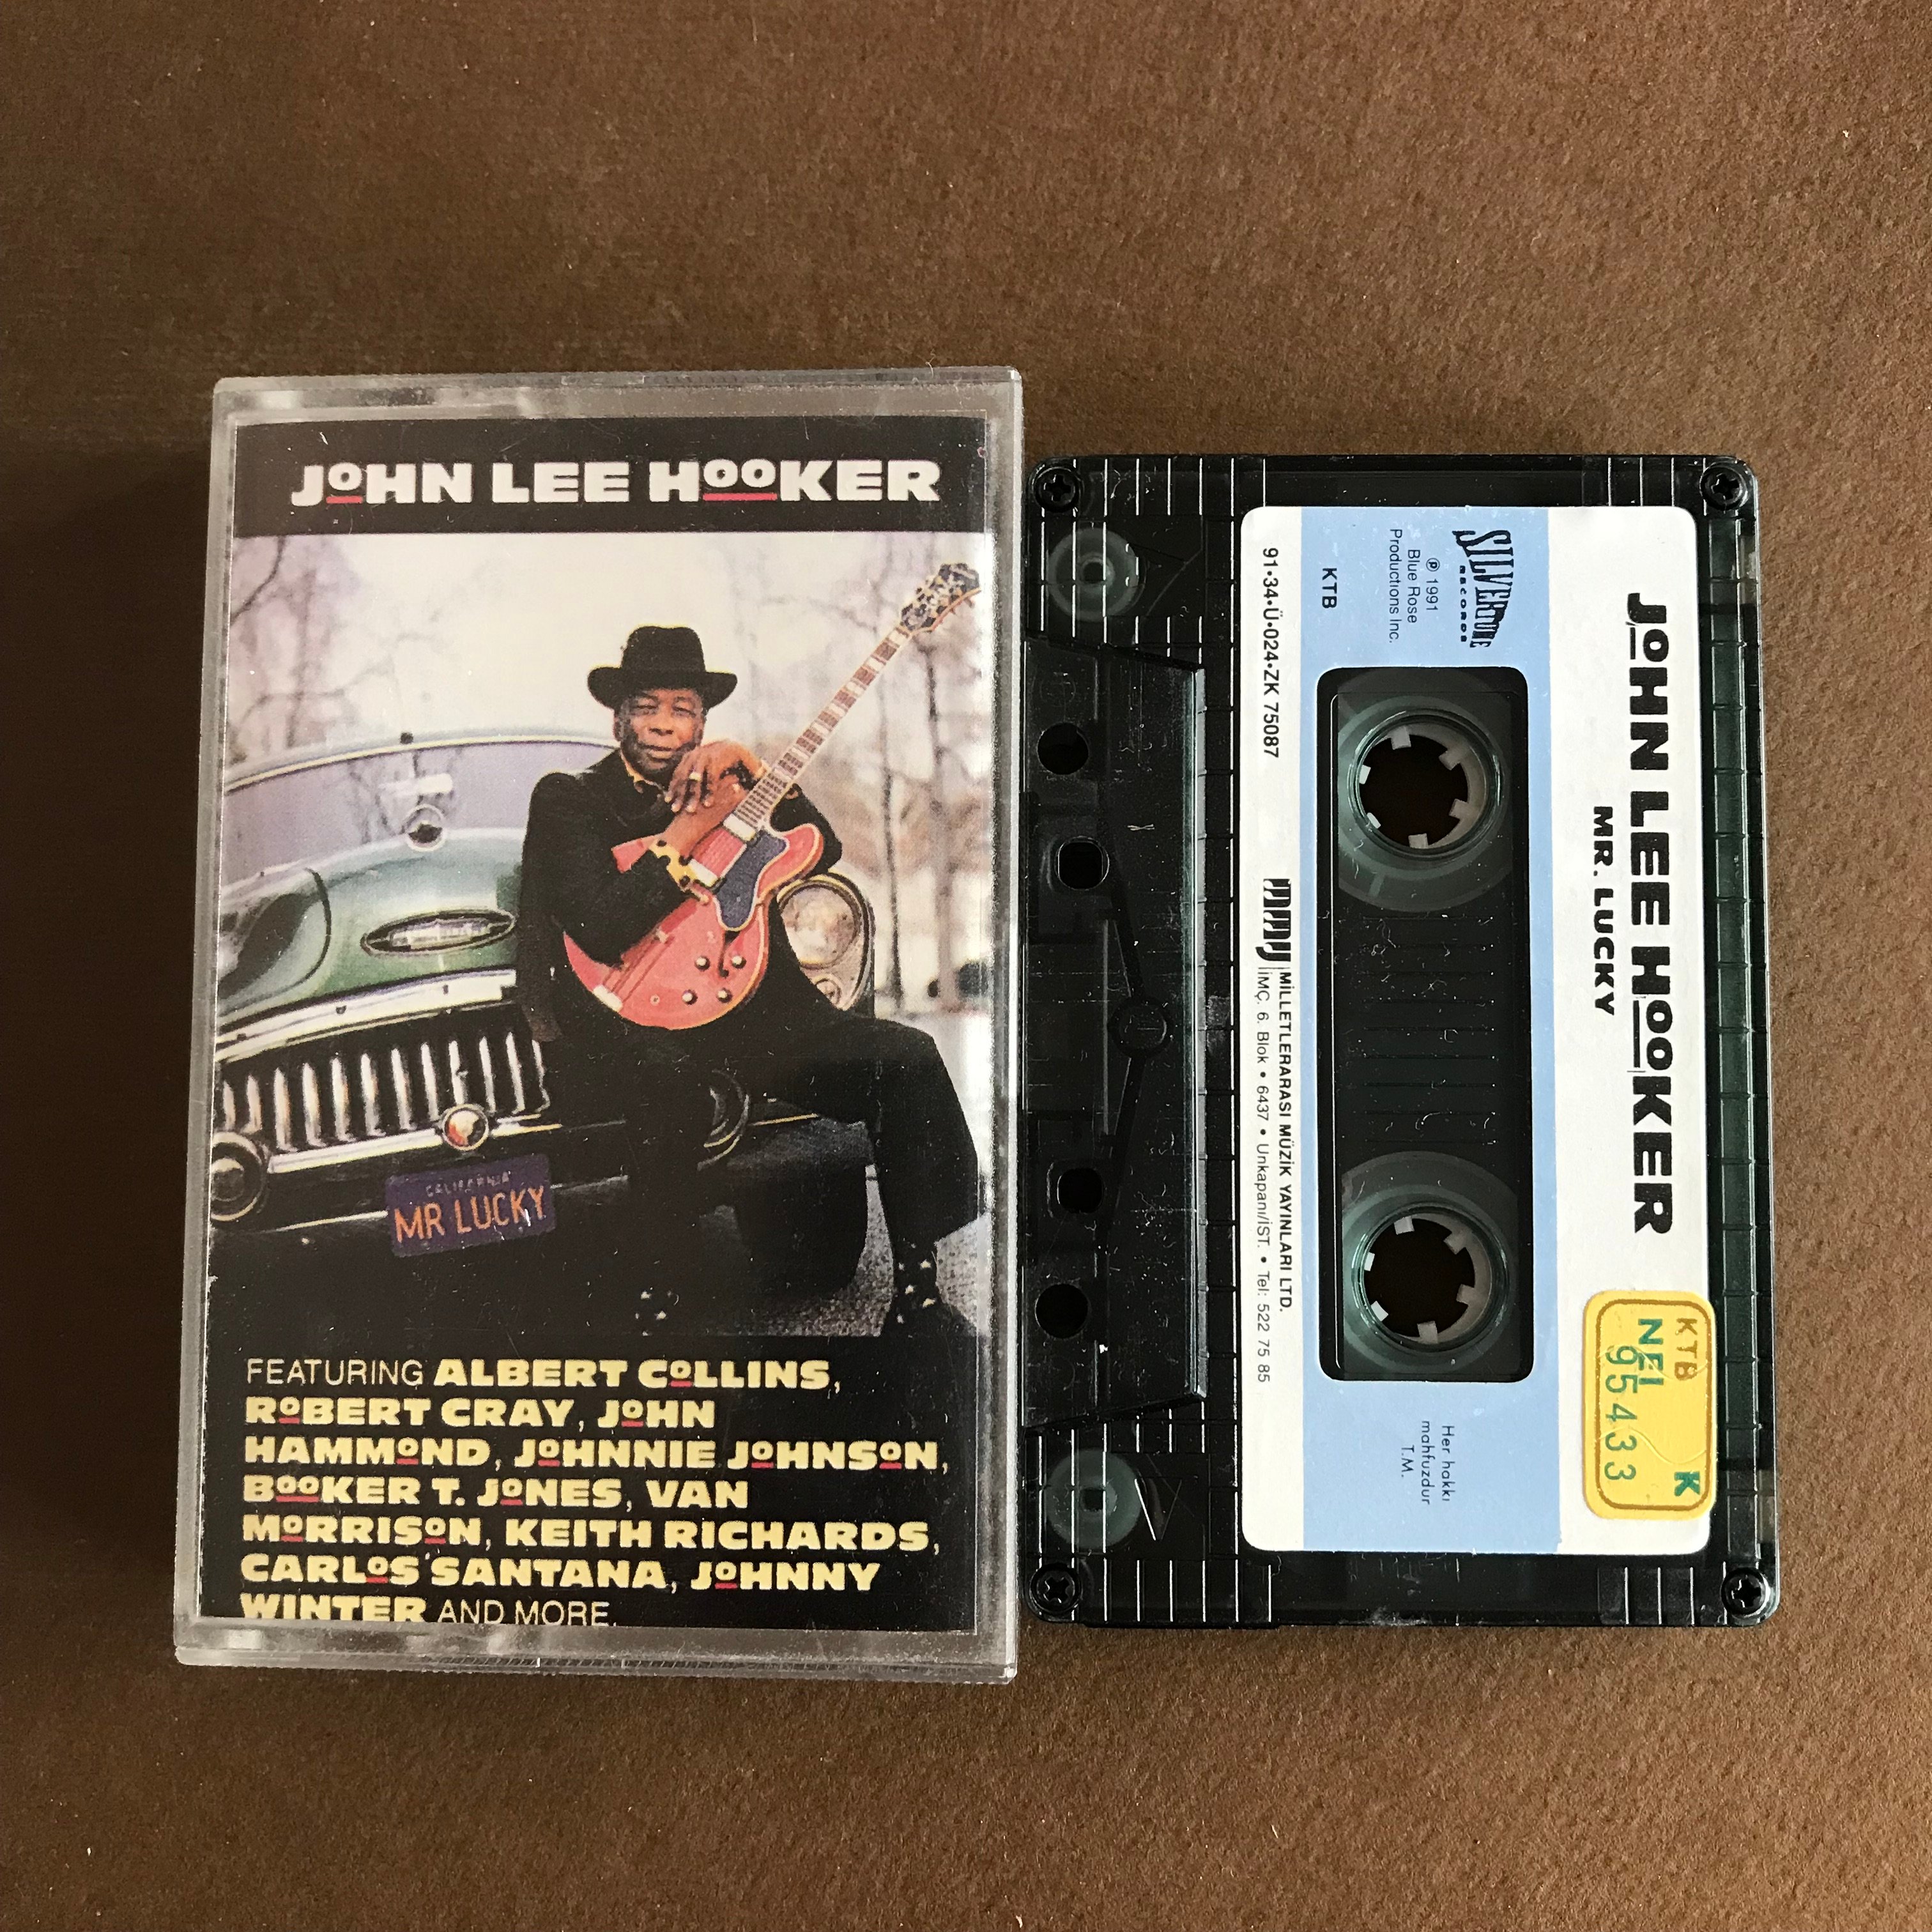 JOHN LEE HOOKER
CALIFORNIA
MR LUCKY
FEATURING ALBERT COLLINS,
ROBERT CRAY, JOHN
HAMMOND, JOHNNIE JOHNSON,
BOOKER T. JONES, VAN
MORRISON, KEITH RICHARDS,
CARLOS SANTANA, JOHNNY
WINTER AND MORE.
JOHN LEE HOOKER
MR. LUCKY
SILVERTONE
RECORDS
℗ 1991
Blue Rose
Productions Inc.
KTB
Her hakkı
mahfuzdur
T.M.
91•34•Ü•024•ZK 75087
MİLLETLERARASI MÜZİK YAYINLARI LTD.
İMÇ. 6. Blok • 6437 • Unkapanı/İST. • Tel: 522 75 85
KTB K
NEI
95433